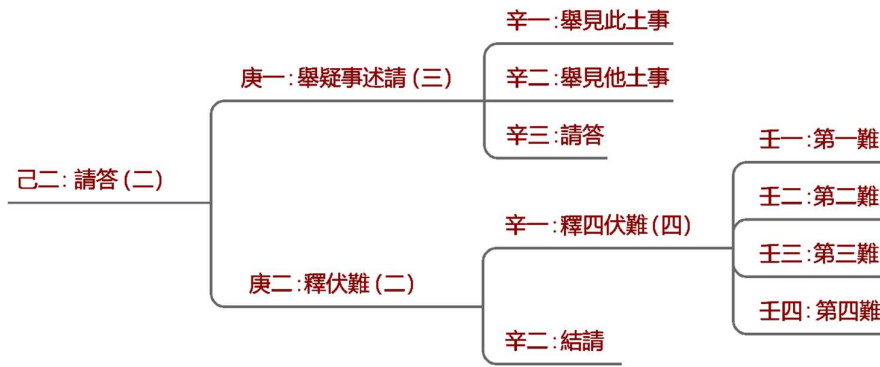 己二：請答(二)
庚一：舉疑事述請(三)
辛一：舉見此土事
辛二：舉見他土事
辛三：請答
庚二：釋伏難(二)
辛一：釋四伏難(四)
壬一：第一難
壬二：第二難
壬三：第三難
壬四：第四難
辛二：結請